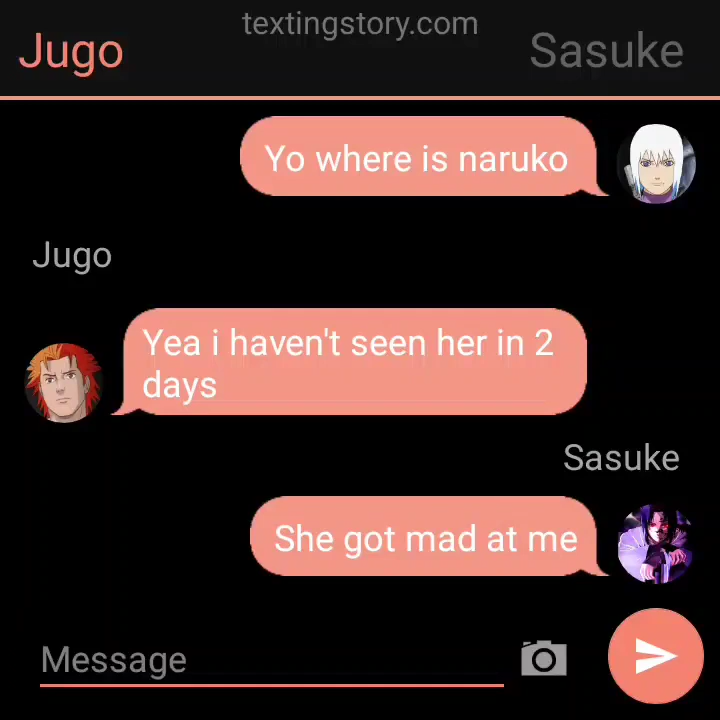 textingstory.com
Jugo
Sasuke
Yo where is naruko
Jugo
Yea i haven't seen her in 2
days
Sasuke
She got mad at me
Message